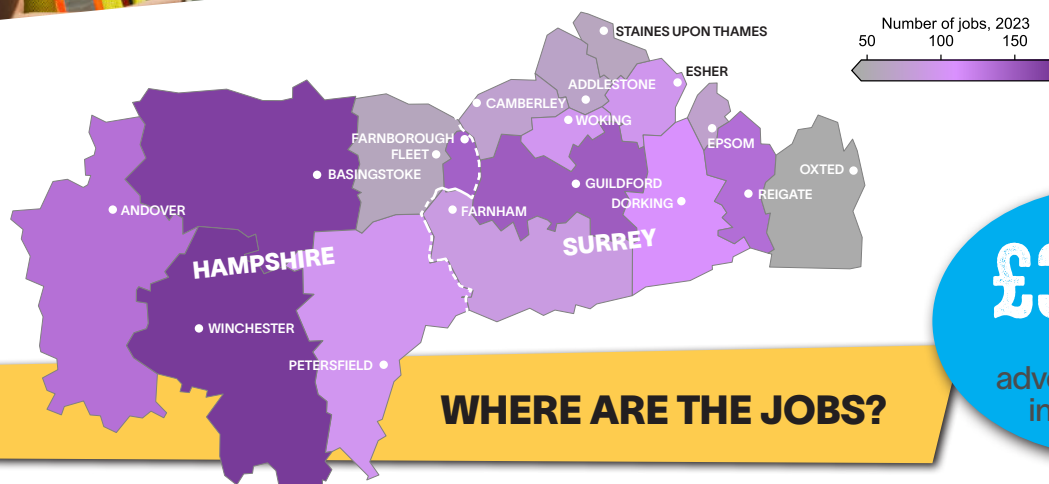 Number of jobs, 2023
50 100 150
STAINES UPON THAMES
ESHER
ADDLESTONE
CAMBERLEY
WOKING
FARNBOROUGH
FLEET
EPSOM
BASINGSTOKE
OXTED
GUILDFORD
REIGATE
DORKING
ANDOVER
FARNHAM
SURREY
HAMPSHIRE
WINCHESTER
PETERSFIELD
WHERE ARE THE JOBS?